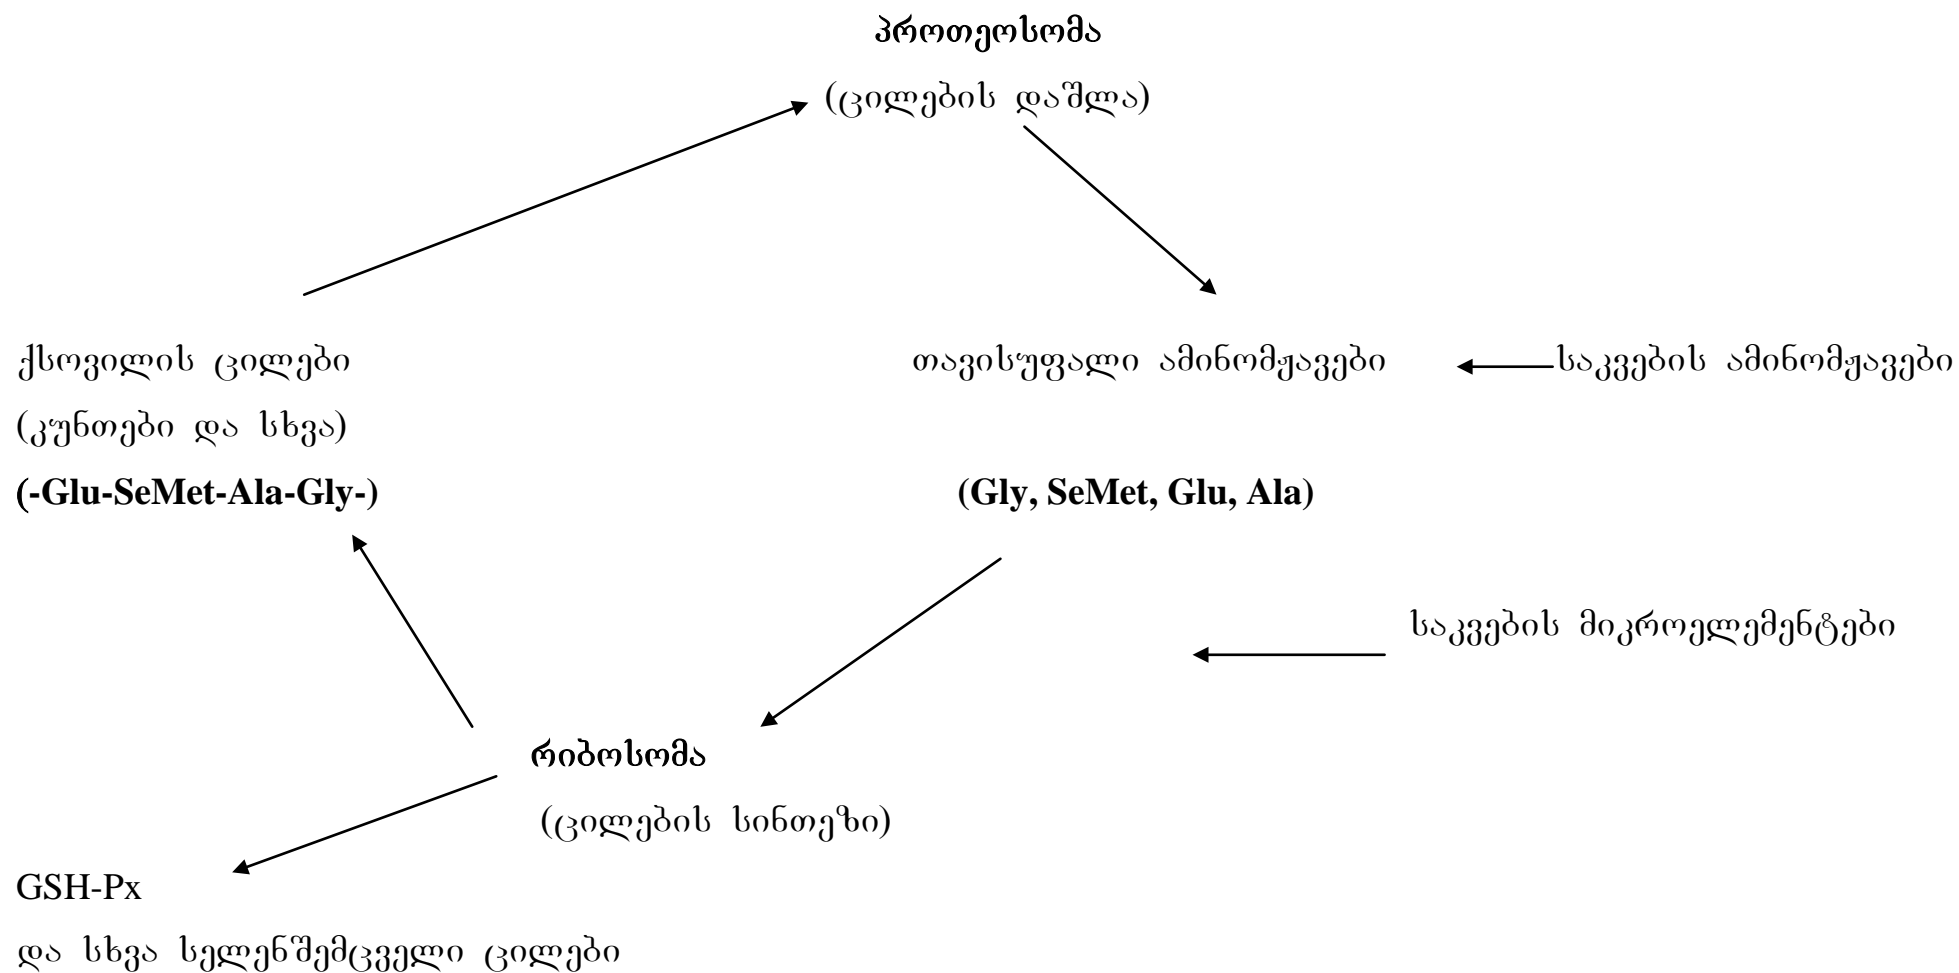 პროთეოსომა
(ცილების დაშლა)
ქსოვილის ცილები
(კუნთები და სხვა)
(-Glu-SeMet-Ala-Gly-)
თავისუფალი ამინომჟავები
(Gly, SeMet, Glu, Ala)
საკვების ამინომჟავები
საკვების მიკროელემენტები
რიბოსომა
(ცილების სინთეზი)
GSH-Px
და სხვა სელენშემცველი ცილები